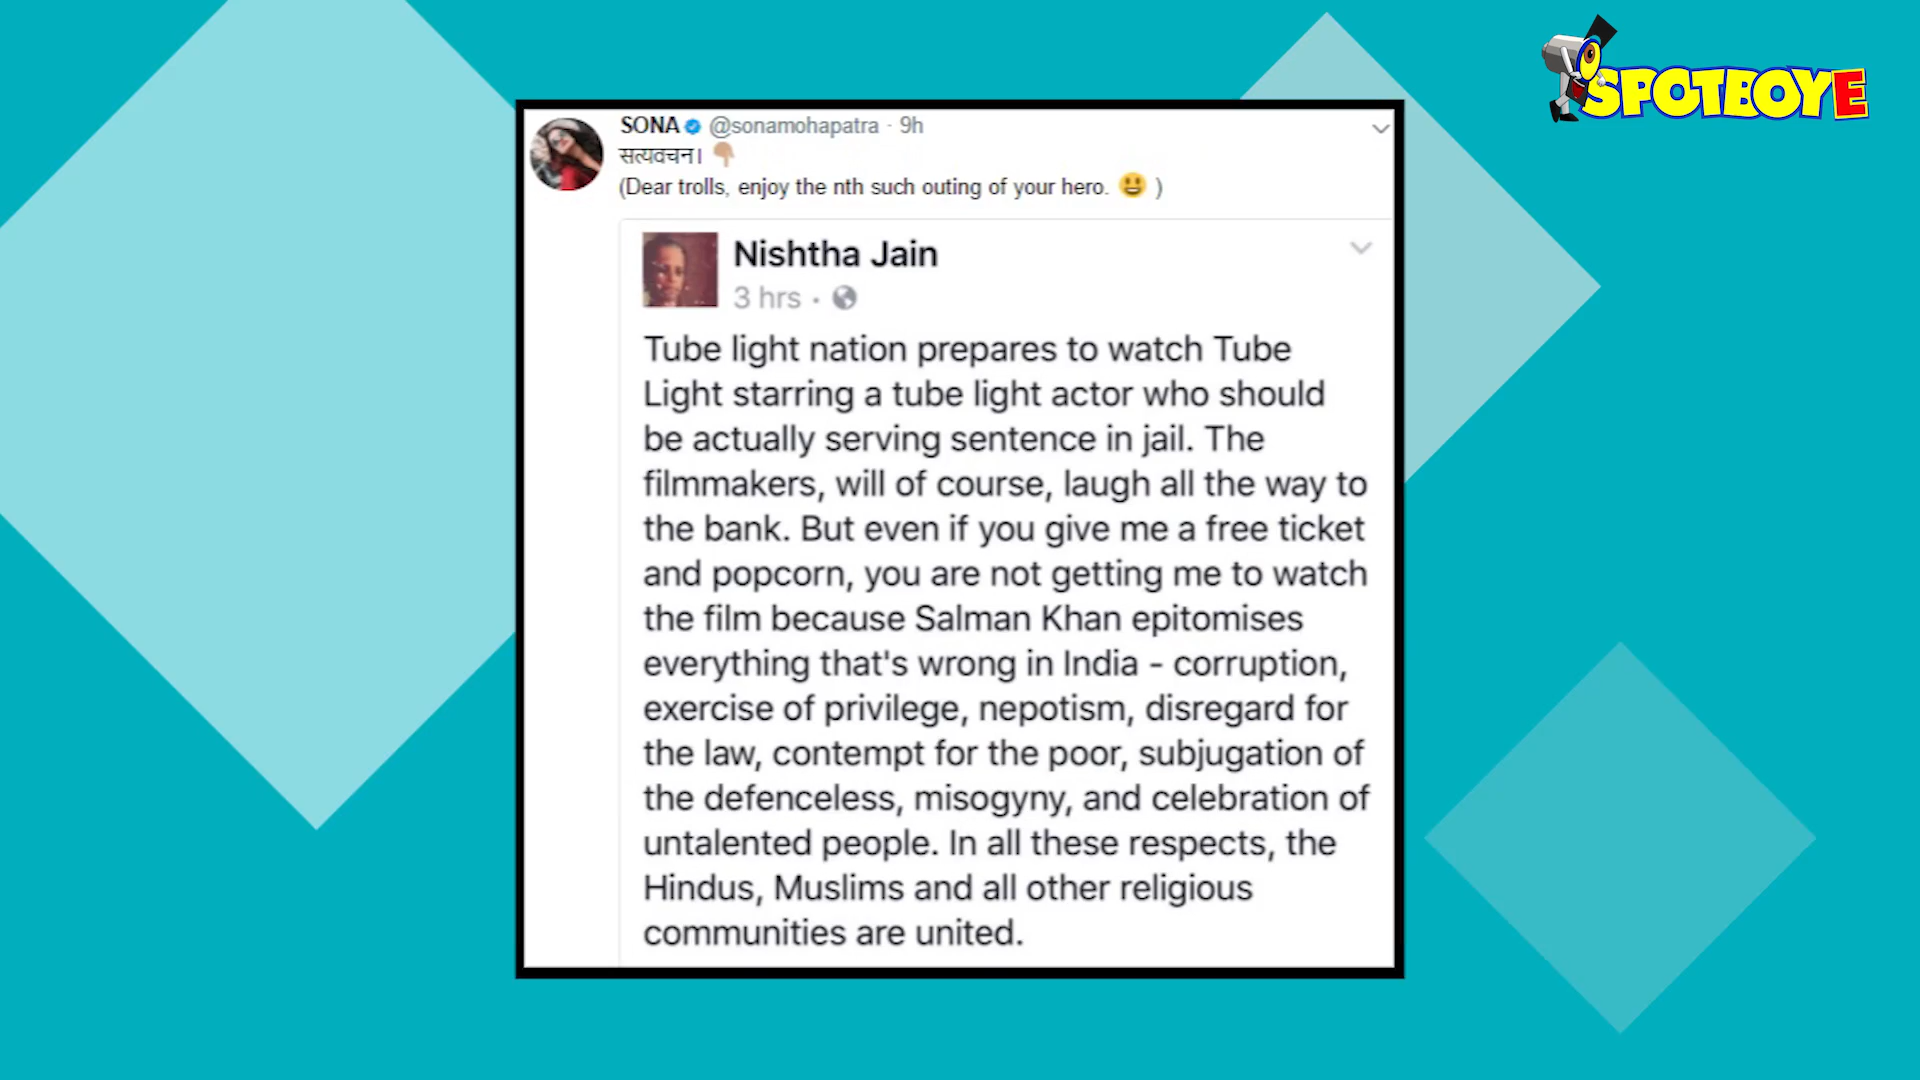 SPOTBOYE
SONA @sonamohapatra · 9h
सत्यवचन। 👇🏽
(Dear trolls, enjoy the nth such outing of your hero. 😃 )
Nishtha Jain
3 hrs ·
Tube light nation prepares to watch Tube
Light starring a tube light actor who should
be actually serving sentence in jail. The
filmmakers, will of course, laugh all the way to
the bank. But even if you give me a free ticket
and popcorn, you are not getting me to watch
the film because Salman Khan epitomises
everything that's wrong in India - corruption,
exercise of privilege, nepotism, disregard for
the law, contempt for the poor, subjugation of
the defenceless, misogyny, and celebration of
untalented people. In all these respects, the
Hindus, Muslims and all other religious
communities are united.